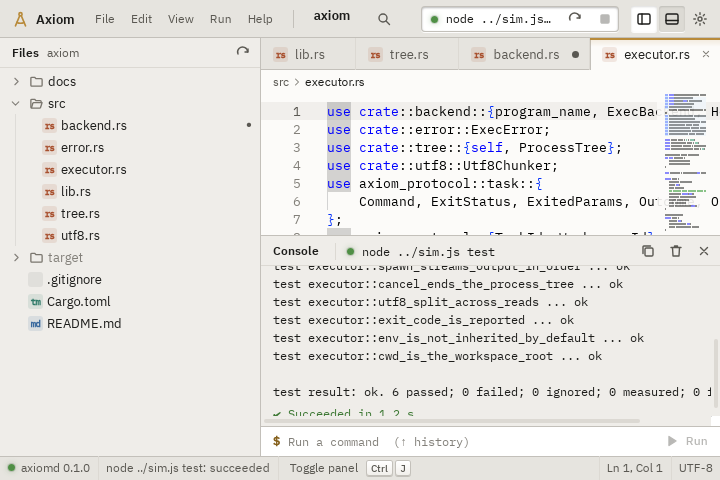 Axiom File Edit View Run Help axiom node ../sim.js…
Files axiom
docs
src
backend.rs
error.rs
executor.rs
lib.rs
tree.rs
utf8.rs
target
.gitignore
Cargo.toml
README.md
lib.rs tree.rs backend.rs executor.rs
src executor.rs
1 use crate::backend::{program_name, ExecBac
2 use crate::error::ExecError;
3 use crate::tree::{self, ProcessTree};
4 use crate::utf8::Utf8Chunker;
5 use axiom_protocol::task::{
6 Command, ExitStatus, ExitedParams, Out
7 };
Console node ../sim.js test
test executor::spawn_streams_output_in_order ... ok
test executor::cancel_ends_the_process_tree ... ok
test executor::utf8_split_across_reads ... ok
test executor::exit_code_is_reported ... ok
test executor::env_is_not_inherited_by_default ... ok
test executor::cwd_is_the_workspace_root ... ok
test result: ok. 6 passed; 0 failed; 0 ignored; 0 measured; 0 f
✔ Succeeded in 1.2 s
$ Run a command (↑ history) Run
axiomd 0.1.0 node ../sim.js test: succeeded Toggle panel Ctrl J Ln 1, Col 1 UTF-8